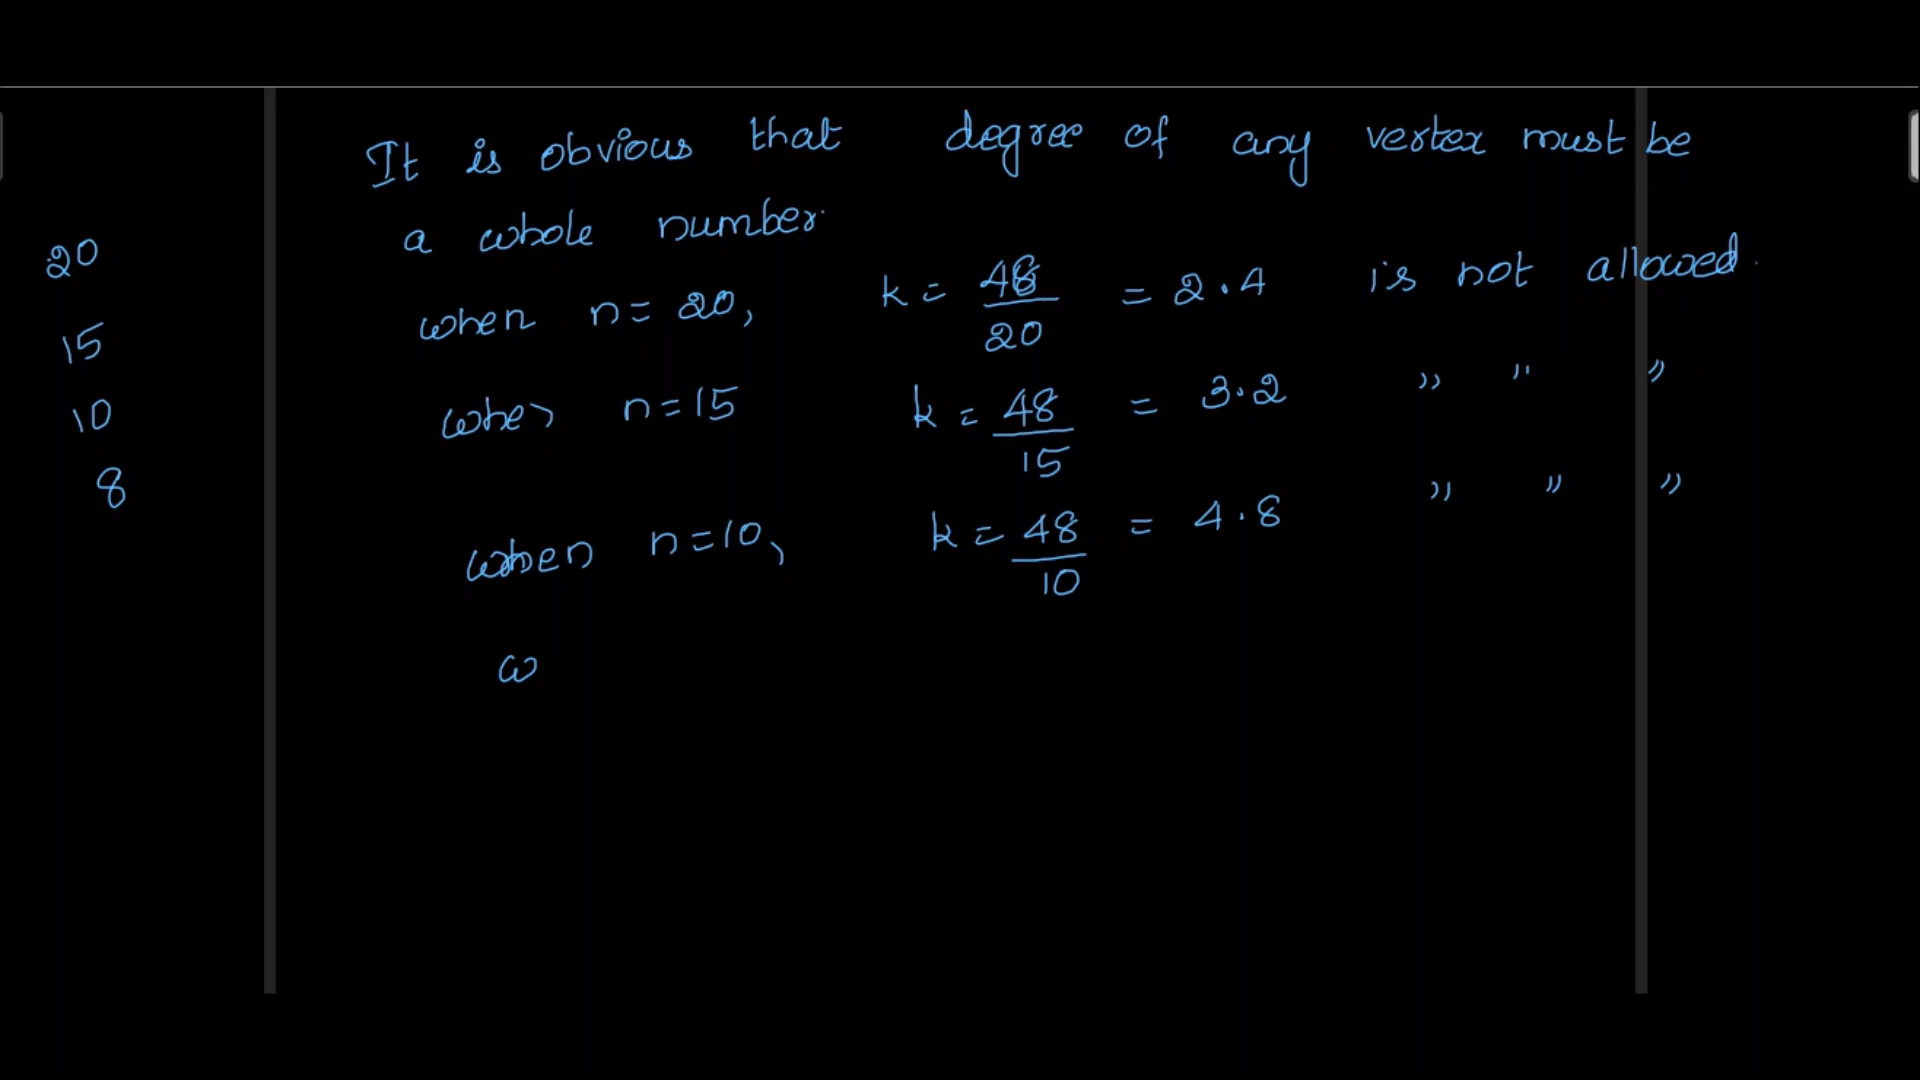 It is obvious that degree of any vertex must be
a whole number.
20
when n = 20, k = 48/20 = 2.4 is not allowed.
15
when n = 15 k = 48/15 = 3.2 " " "
10
8
when n = 10, k = 48/10 = 4.8 " " "
w